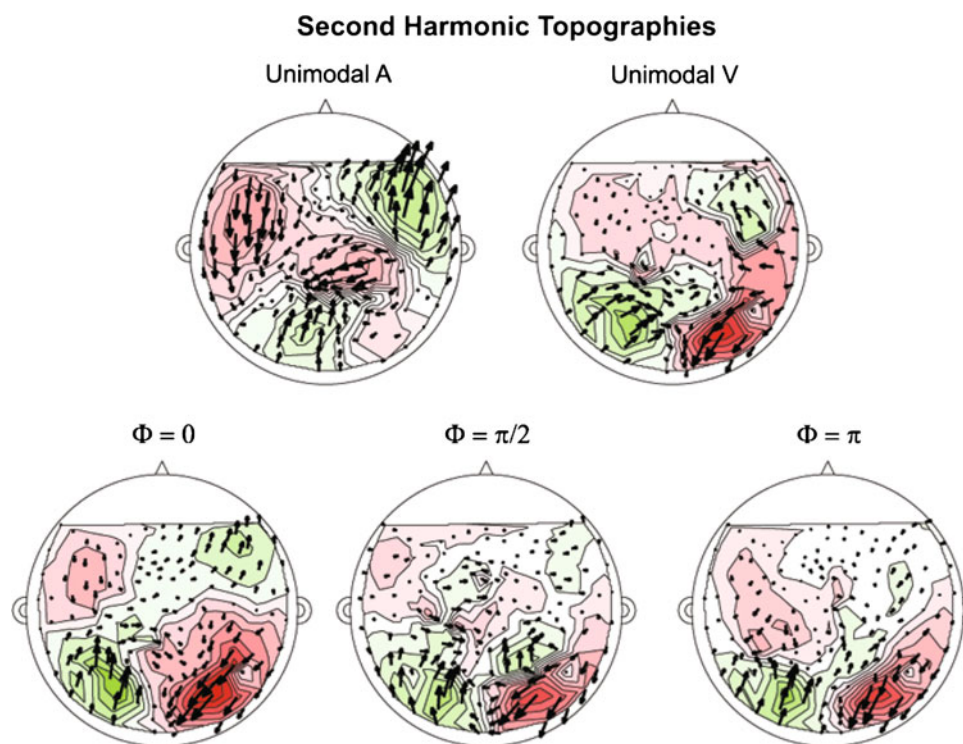 Second Harmonic Topographies
Unimodal A Unimodal V
Φ = 0 Φ = π/2 Φ = π